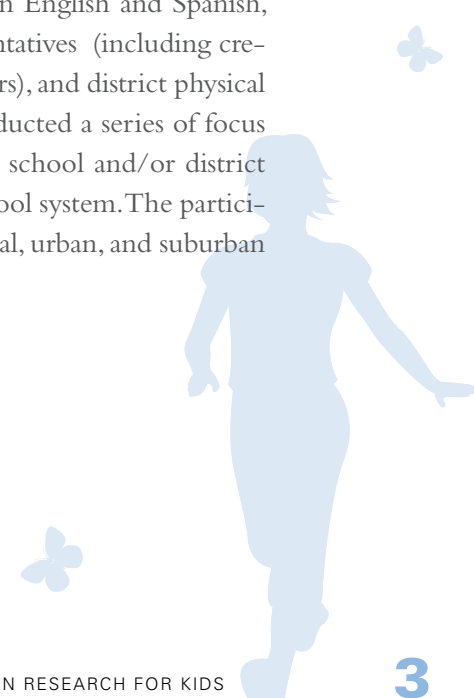 n English and Spanish,
ntatives (including cre-
rs), and district physical
ducted a series of focus
school and/or district
ool system. The partici-
al, urban, and suburban
N RESEARCH FOR KIDS
3